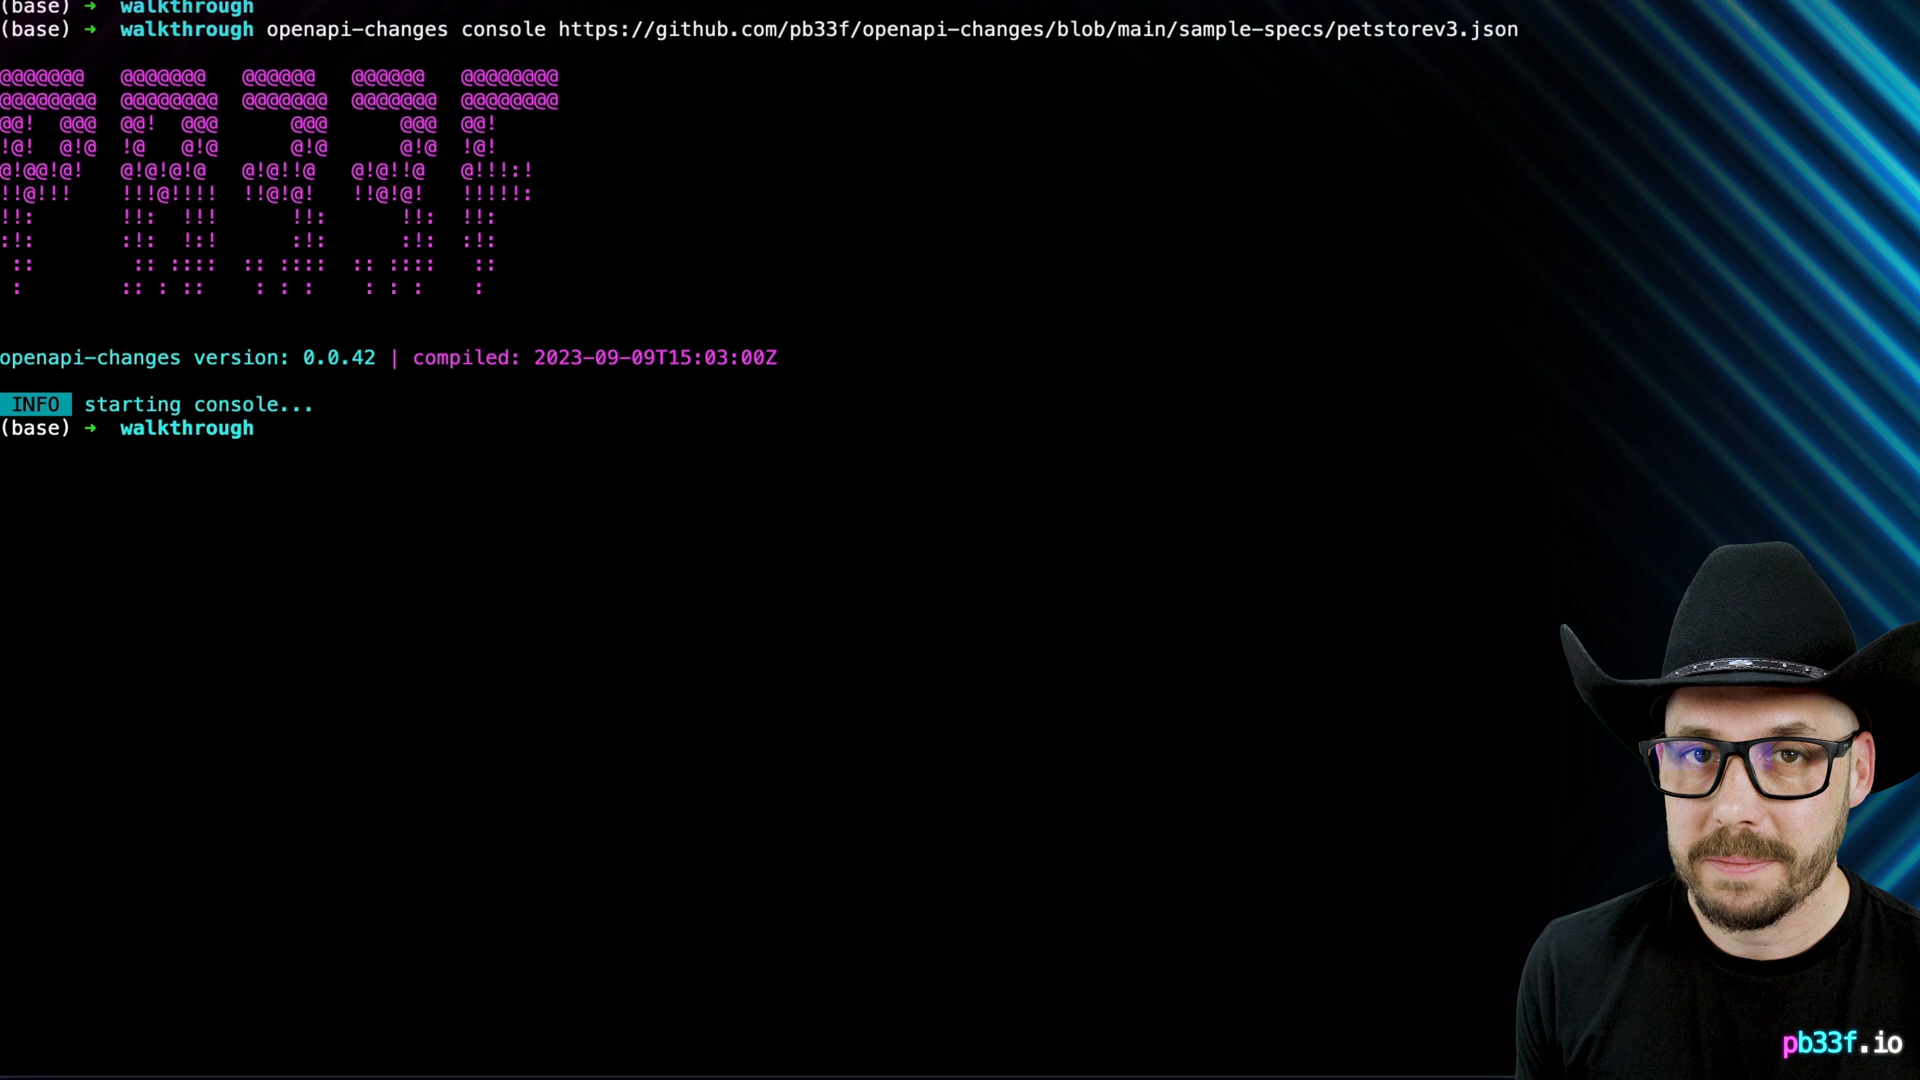 (base) ➜  walkthrough
(base) ➜  walkthrough openapi-changes console https://github.com/pb33f/openapi-changes/blob/main/sample-specs/petstorev3.json
@@@@@@@   @@@@@@@   @@@@@@   @@@@@@   @@@@@@@@
@@@@@@@@  @@@@@@@@  @@@@@@@  @@@@@@@  @@@@@@@@
@@!  @@@  @@!  @@@      @@@      @@@  @@!
!@!  @!@  !@   @!@      @!@      @!@  !@!
@!@@!@!   @!@!@!@   @!@!!@   @!@!!@   @!!!:!
!!@!!!    !!!@!!!!  !!@!@!   !!@!@!   !!!!!:
!!:       !!:  !!!      !!:      !!:  !!:
:!:       :!:  !:!      :!:      :!:  :!:
 ::        :: ::::  :: ::::  :: ::::   ::
 :        :: : ::    : : :    : : :    :
openapi-changes version: 0.0.42 | compiled: 2023-09-09T15:03:00Z
INFO starting console...
(base) ➜  walkthrough
pb33f.io